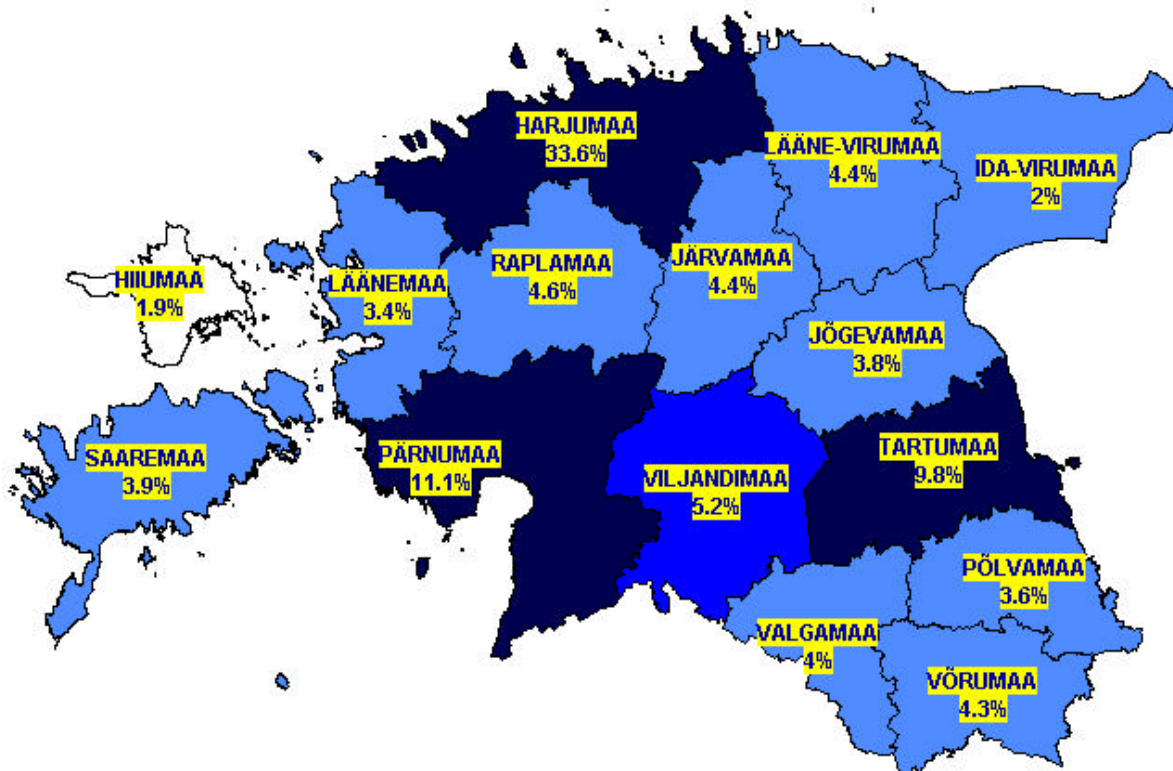 HARJUMAA
33.6%
LÄÄNE-VIRUMAA
4.4%
IDA-VIRUMAA
2%
HIIUMAA
1.9%
LÄÄNEMAA
3.4%
RAPLAMAA
4.6%
JÄRVAMAA
4.4%
JÕGEVAMAA
3.8%
SAAREMAA
3.9%
PÄRNUMAA
11.1%
VILJANDIMAA
5.2%
TARTUMAA
9.8%
PÕLVAMAA
3.6%
VALGAMAA
4%
VÕRUMAA
4.3%